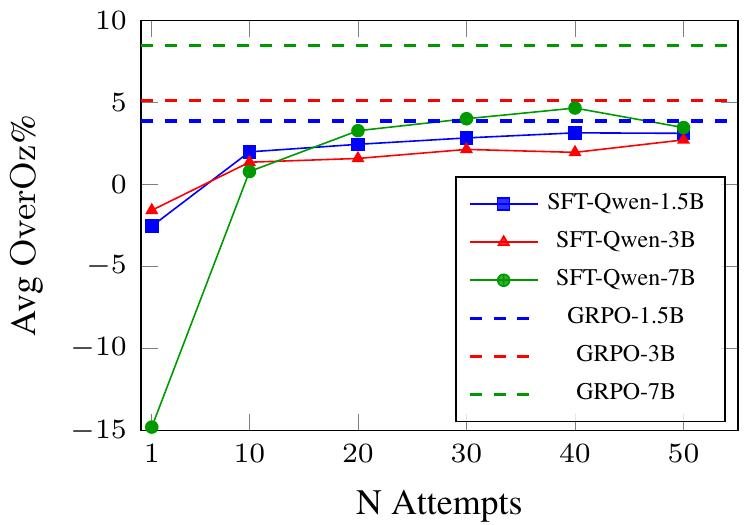 10
5
0
−5
−10
−15
Avg OverOz%
SFT-Qwen-1.5B
SFT-Qwen-3B
SFT-Qwen-7B
GRPO-1.5B
GRPO-3B
GRPO-7B
1 10 20 30 40 50
N Attempts